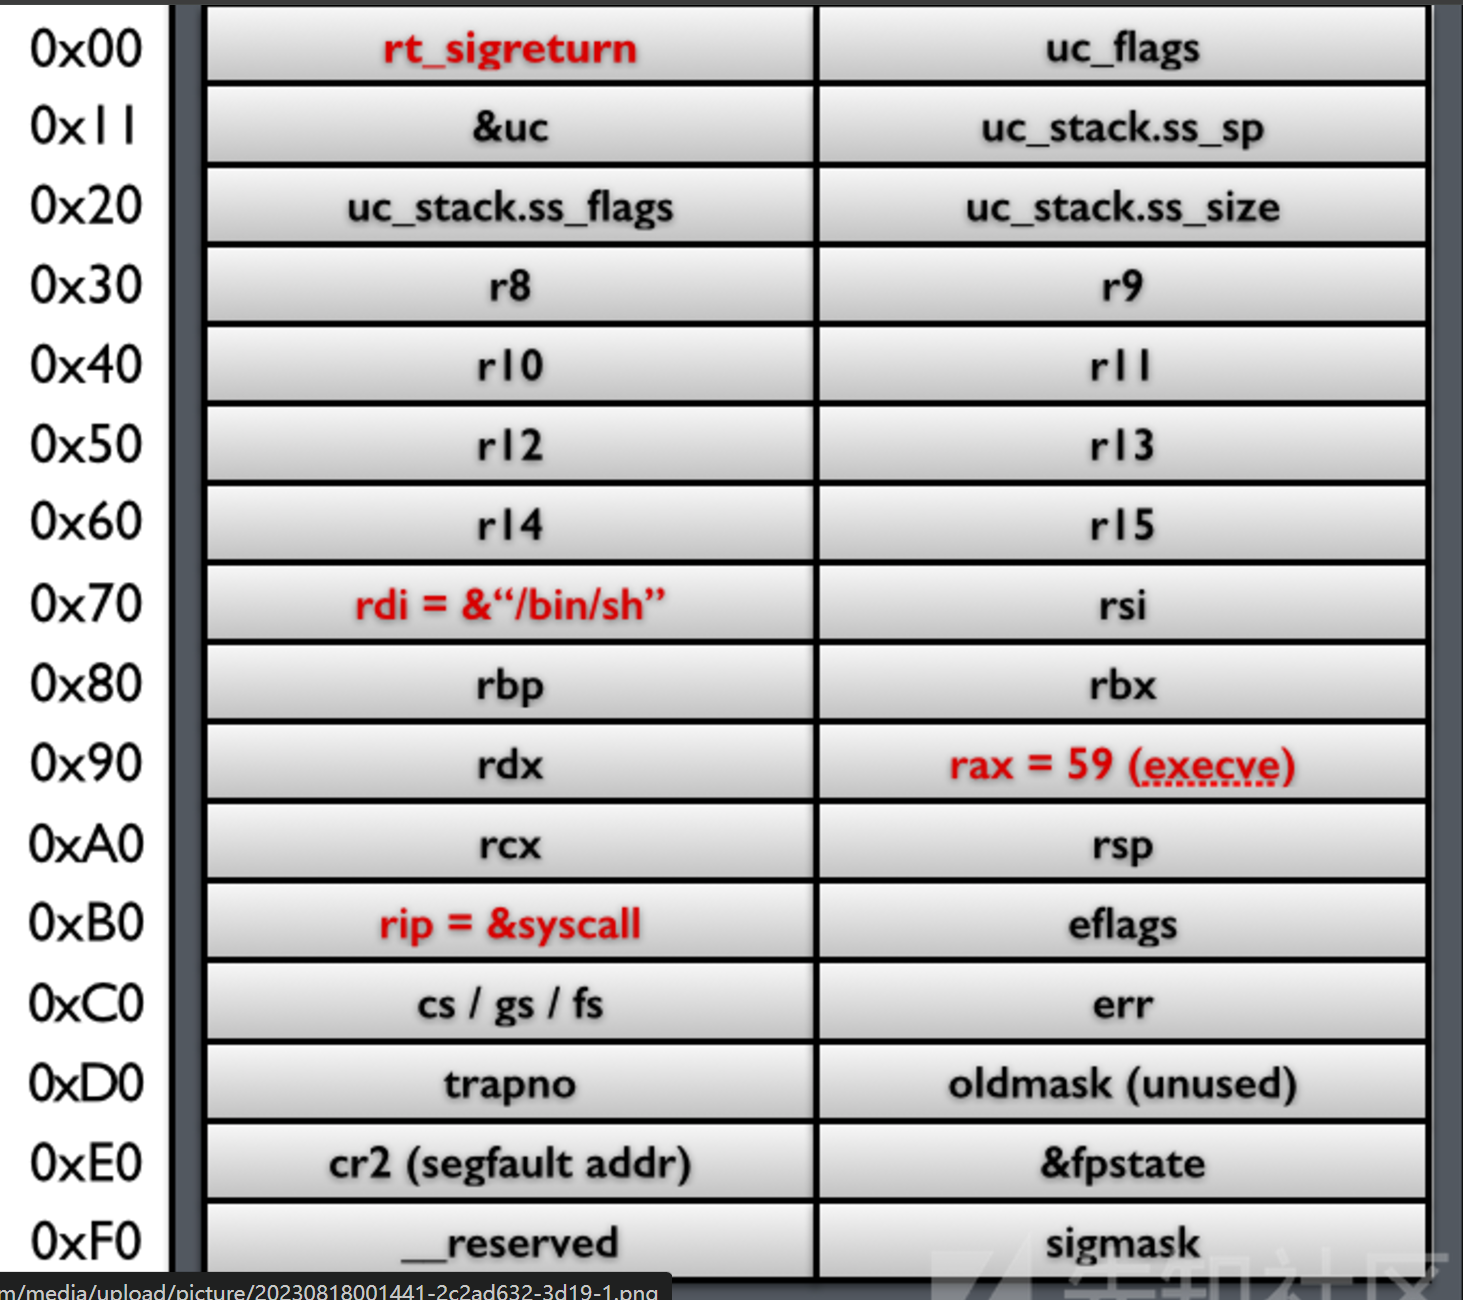 0x00 rt_sigreturn uc_flags
0x11 &uc uc_stack.ss_sp
0x20 uc_stack.ss_flags uc_stack.ss_size
0x30 r8 r9
0x40 r10 r11
0x50 r12 r13
0x60 r14 r15
0x70 rdi = &“/bin/sh” rsi
0x80 rbp rbx
0x90 rdx rax = 59 (execve)
0xA0 rcx rsp
0xB0 rip = &syscall eflags
0xC0 cs / gs / fs err
0xD0 trapno oldmask (unused)
0xE0 cr2 (segfault addr) &fpstate
0xF0 __reserved sigmask
先知社区
m/media/upload/picture/20230818001441-2c2ad632-3d19-1.png